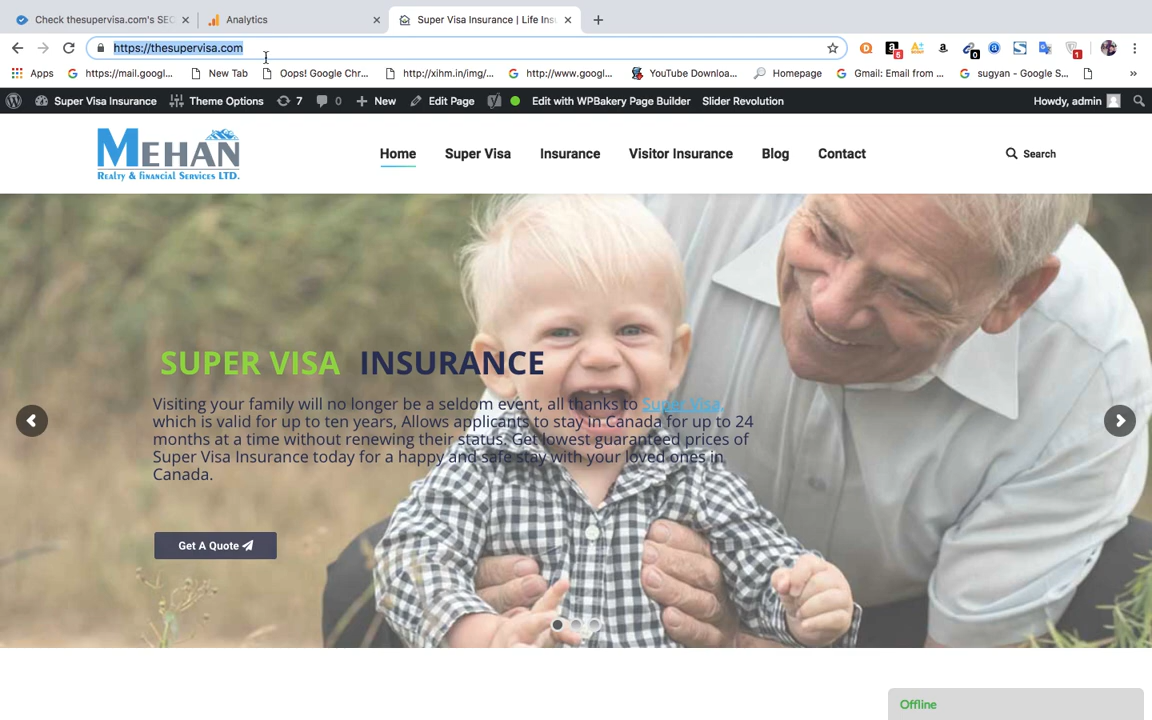 Check thesupervisa.com's SEO
Analytics
Super Visa Insurance | Life Insu
https://thesupervisa.com
Apps
https://mail.googl...
New Tab
Oops! Google Chr...
http://xihm.in/img/...
http://www.googl...
YouTube Downloa...
Homepage
Gmail: Email from ...
sugyan - Google S...
»
Super Visa Insurance
Theme Options
7
0
New
Edit Page
Edit with WPBakery Page Builder
Slider Revolution
Howdy, admin
MEHAN
Realty & Financial Services LTD.
Home
Super Visa
Insurance
Visitor Insurance
Blog
Contact
Search
SUPER VISA INSURANCE
Visiting your family will no longer be a seldom event, all thanks to Super Visa,
which is valid for up to ten years, Allows applicants to stay in Canada for up to 24
months at a time without renewing their status. Get lowest guaranteed prices of
Super Visa Insurance today for a happy and safe stay with your loved ones in
Canada.
Get A Quote
Offline